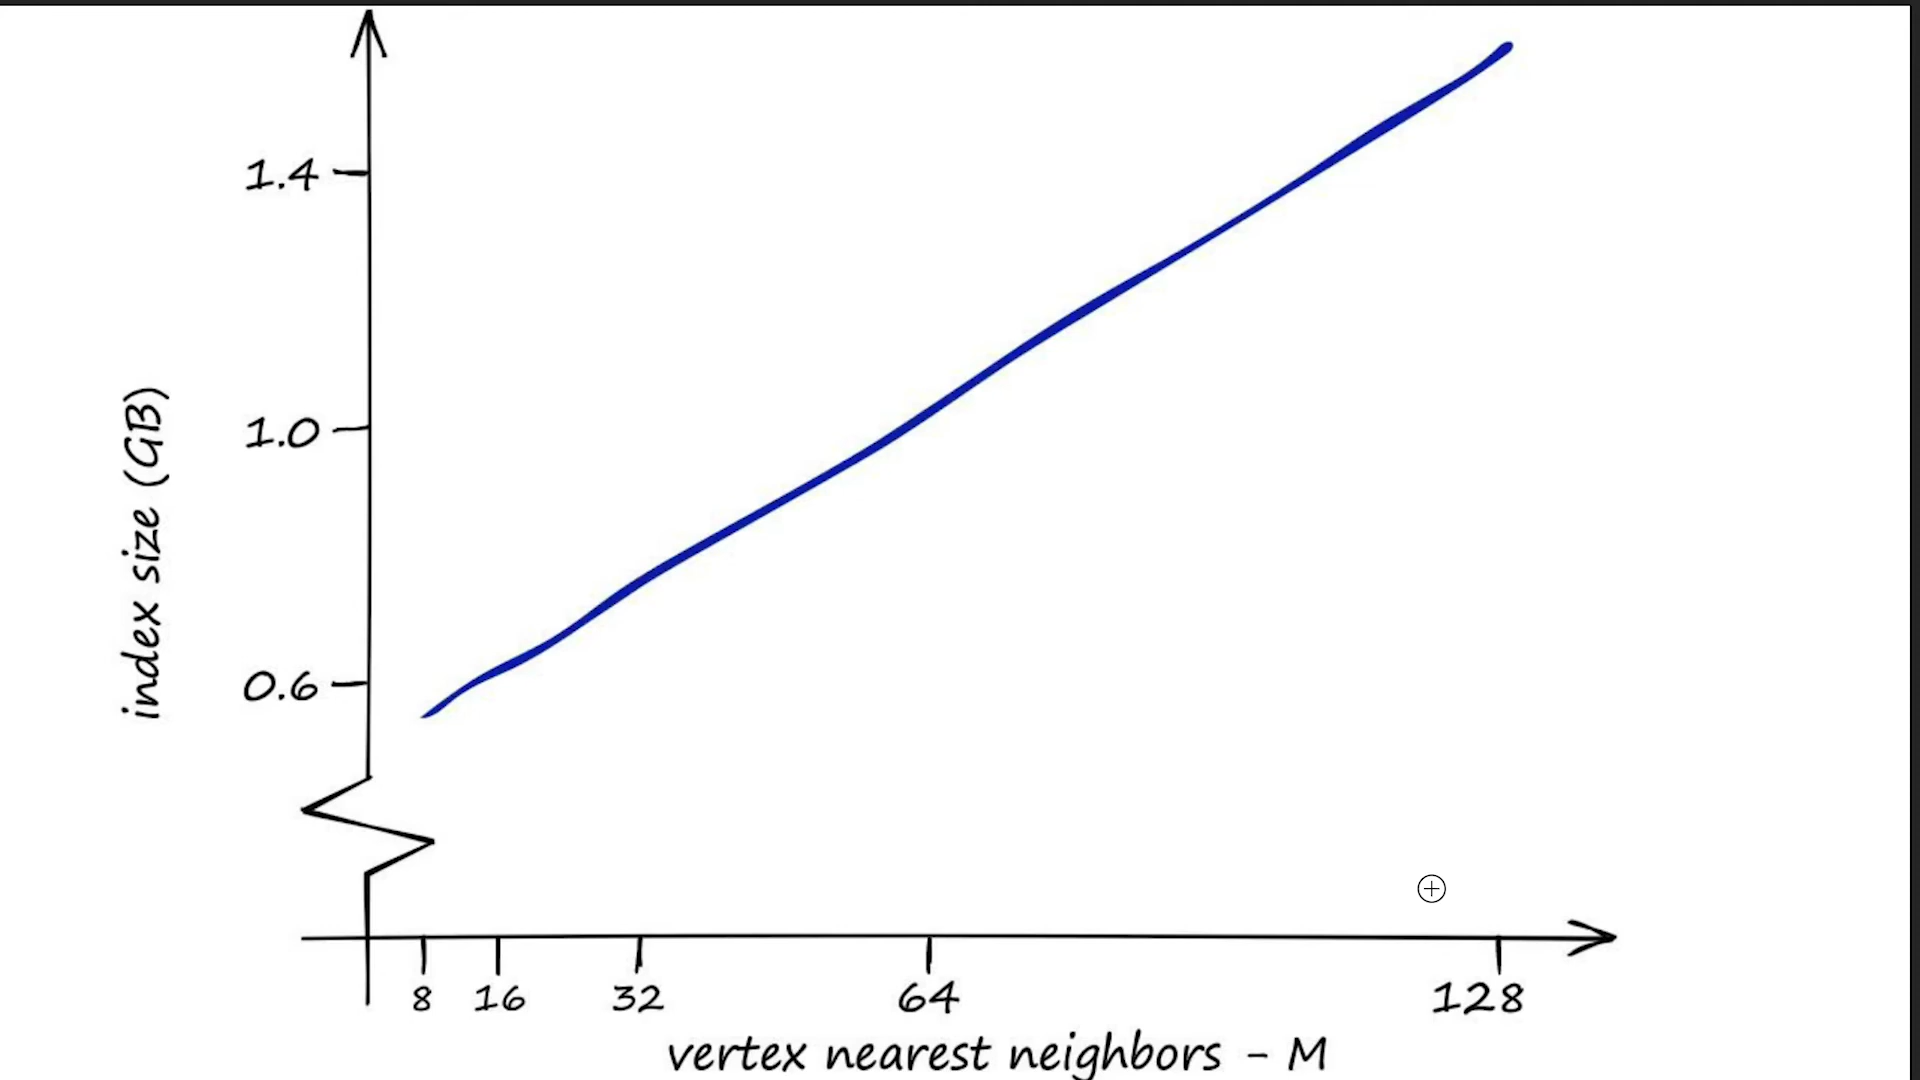 1.4
1.0
0.6
index size (GB)
8 16 32 64 128
vertex nearest neighbors - M